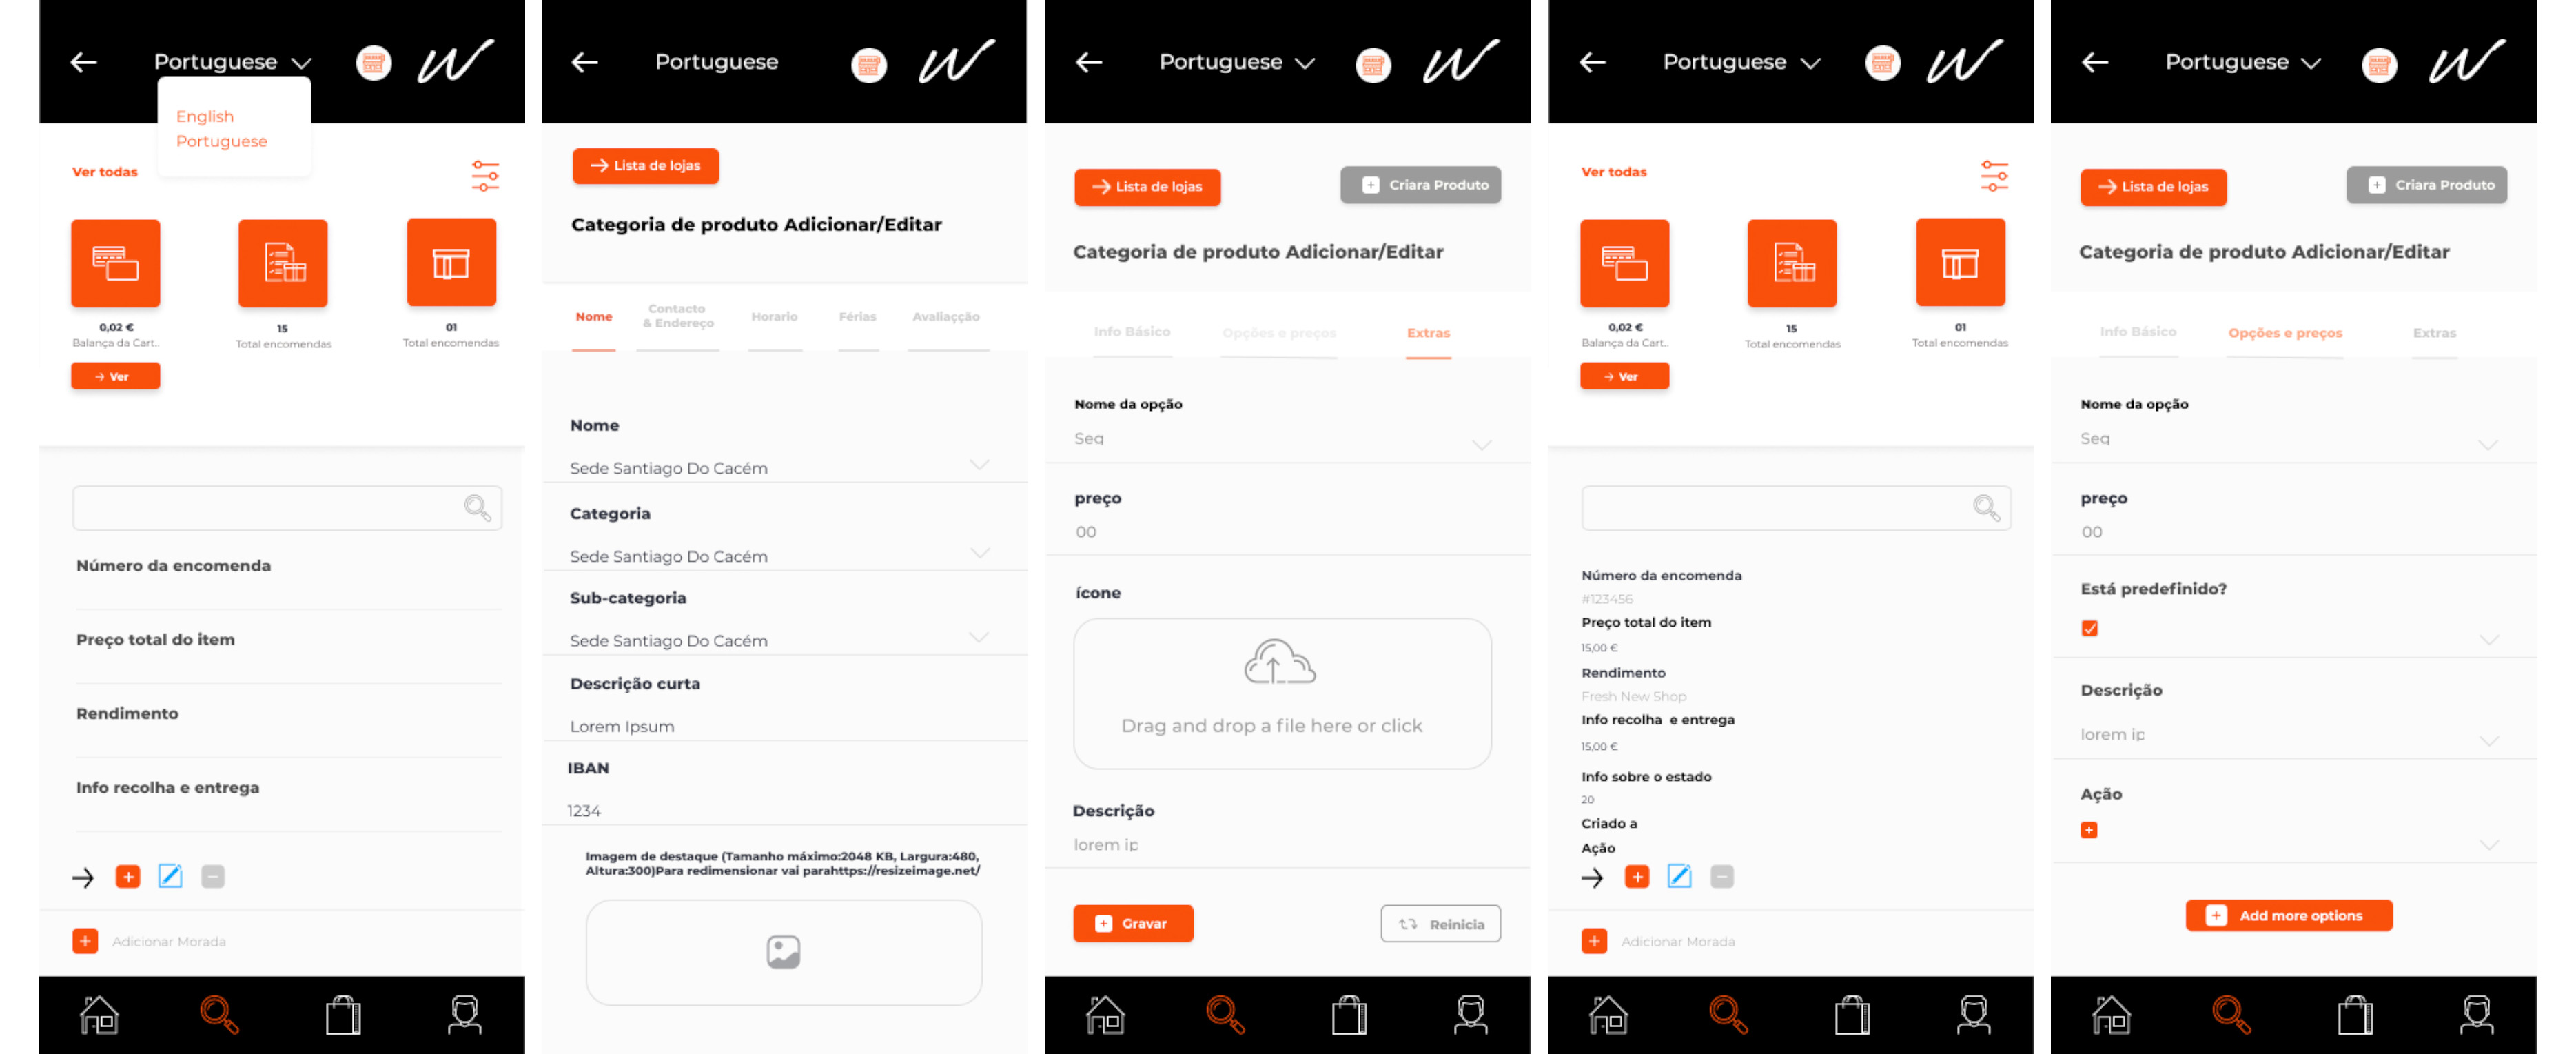 Portuguese
W
English
Portuguese
Ver todas
0,02 €
Balança da Cart..
15
Total encomendas
01
Total encomendas
Ver
Número da encomenda
Preço total do item
Rendimento
Info recolha e entrega
Adicionar Morada
Portuguese
W
Lista de lojas
Categoria de produto Adicionar/Editar
Nome
Contacto
& Endereço
Horario
Férias
Avaliaçção
Nome
Sede Santiago Do Cacém
Categoria
Sede Santiago Do Cacém
Sub-categoria
Sede Santiago Do Cacém
Descrição curta
Lorem Ipsum
IBAN
1234
Imagem de destaque (Tamanho máximo:2048 KB, Largura:480,
Altura:300)Para redimensionar vai parahttps://resizeimage.net/
Portuguese
W
Lista de lojas
Criara Produto
Categoria de produto Adicionar/Editar
Info Básico
Opções e preços
Extras
Nome da opção
Seq
preço
00
ícone
Drag and drop a file here or click
Descrição
lorem ip
Gravar
Reinicia
Portuguese
W
Ver todas
0,02 €
Balança da Cart..
15
Total encomendas
01
Total encomendas
Ver
Número da encomenda
#123456
Preço total do item
15,00 €
Rendimento
Fresh New Shop
Info recolha e entrega
15,00 €
Info sobre o estado
20
Criado a
Ação
Adicionar Morada
Portuguese
W
Lista de lojas
Criara Produto
Categoria de produto Adicionar/Editar
Info Básico
Opções e preços
Extras
Nome da opção
Seq
preço
00
Está predefinido?
Descrição
lorem ip
Ação
Add more options